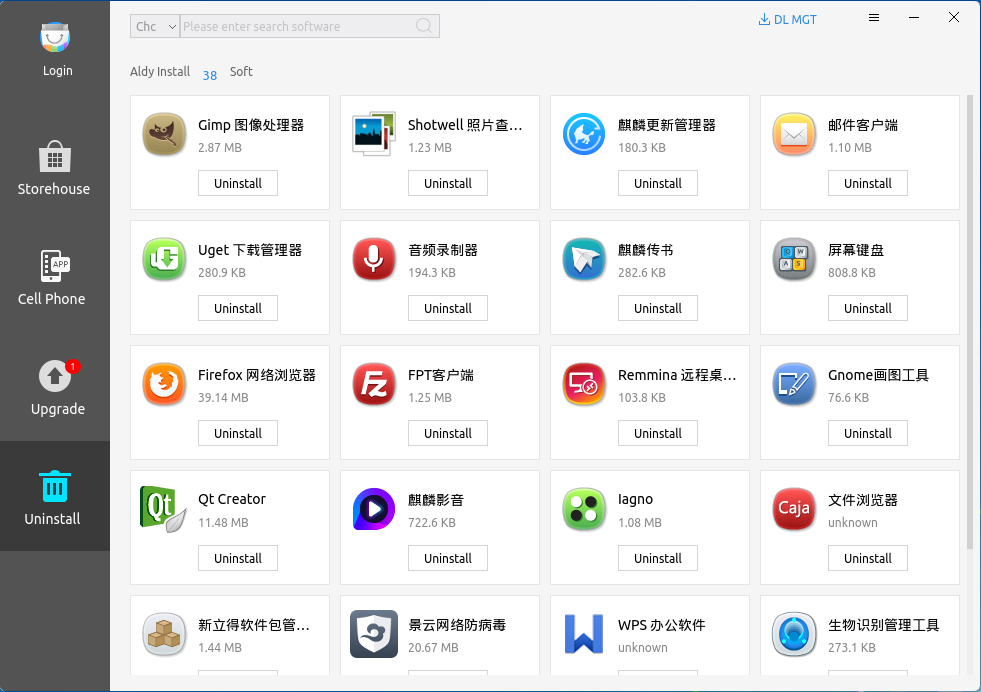 Chc
Please enter search software
DL MGT
Login
Aldy Install 38 Soft
Storehouse
APP
Cell Phone
1
Upgrade
Uninstall
Gimp 图像处理器
2.87 MB
Uninstall
Shotwell 照片查...
1.23 MB
Uninstall
麒麟更新管理器
180.3 KB
Uninstall
邮件客户端
1.10 MB
Uninstall
Uget 下载管理器
280.9 KB
Uninstall
音频录制器
194.3 KB
Uninstall
麒麟传书
282.6 KB
Uninstall
D W
A S
屏幕键盘
808.8 KB
Uninstall
Firefox 网络浏览器
39.14 MB
Uninstall
Fz
FPT客户端
1.25 MB
Uninstall
Remmina 远程桌...
103.8 KB
Uninstall
Gnome画图工具
76.6 KB
Uninstall
Qt
Qt Creator
11.48 MB
Uninstall
麒麟影音
722.6 KB
Uninstall
Iagno
1.08 MB
Uninstall
Caja
文件浏览器
unknown
Uninstall
新立得软件包管...
1.44 MB
景云网络防病毒
20.67 MB
W
WPS 办公软件
unknown
生物识别管理工具
273.1 KB